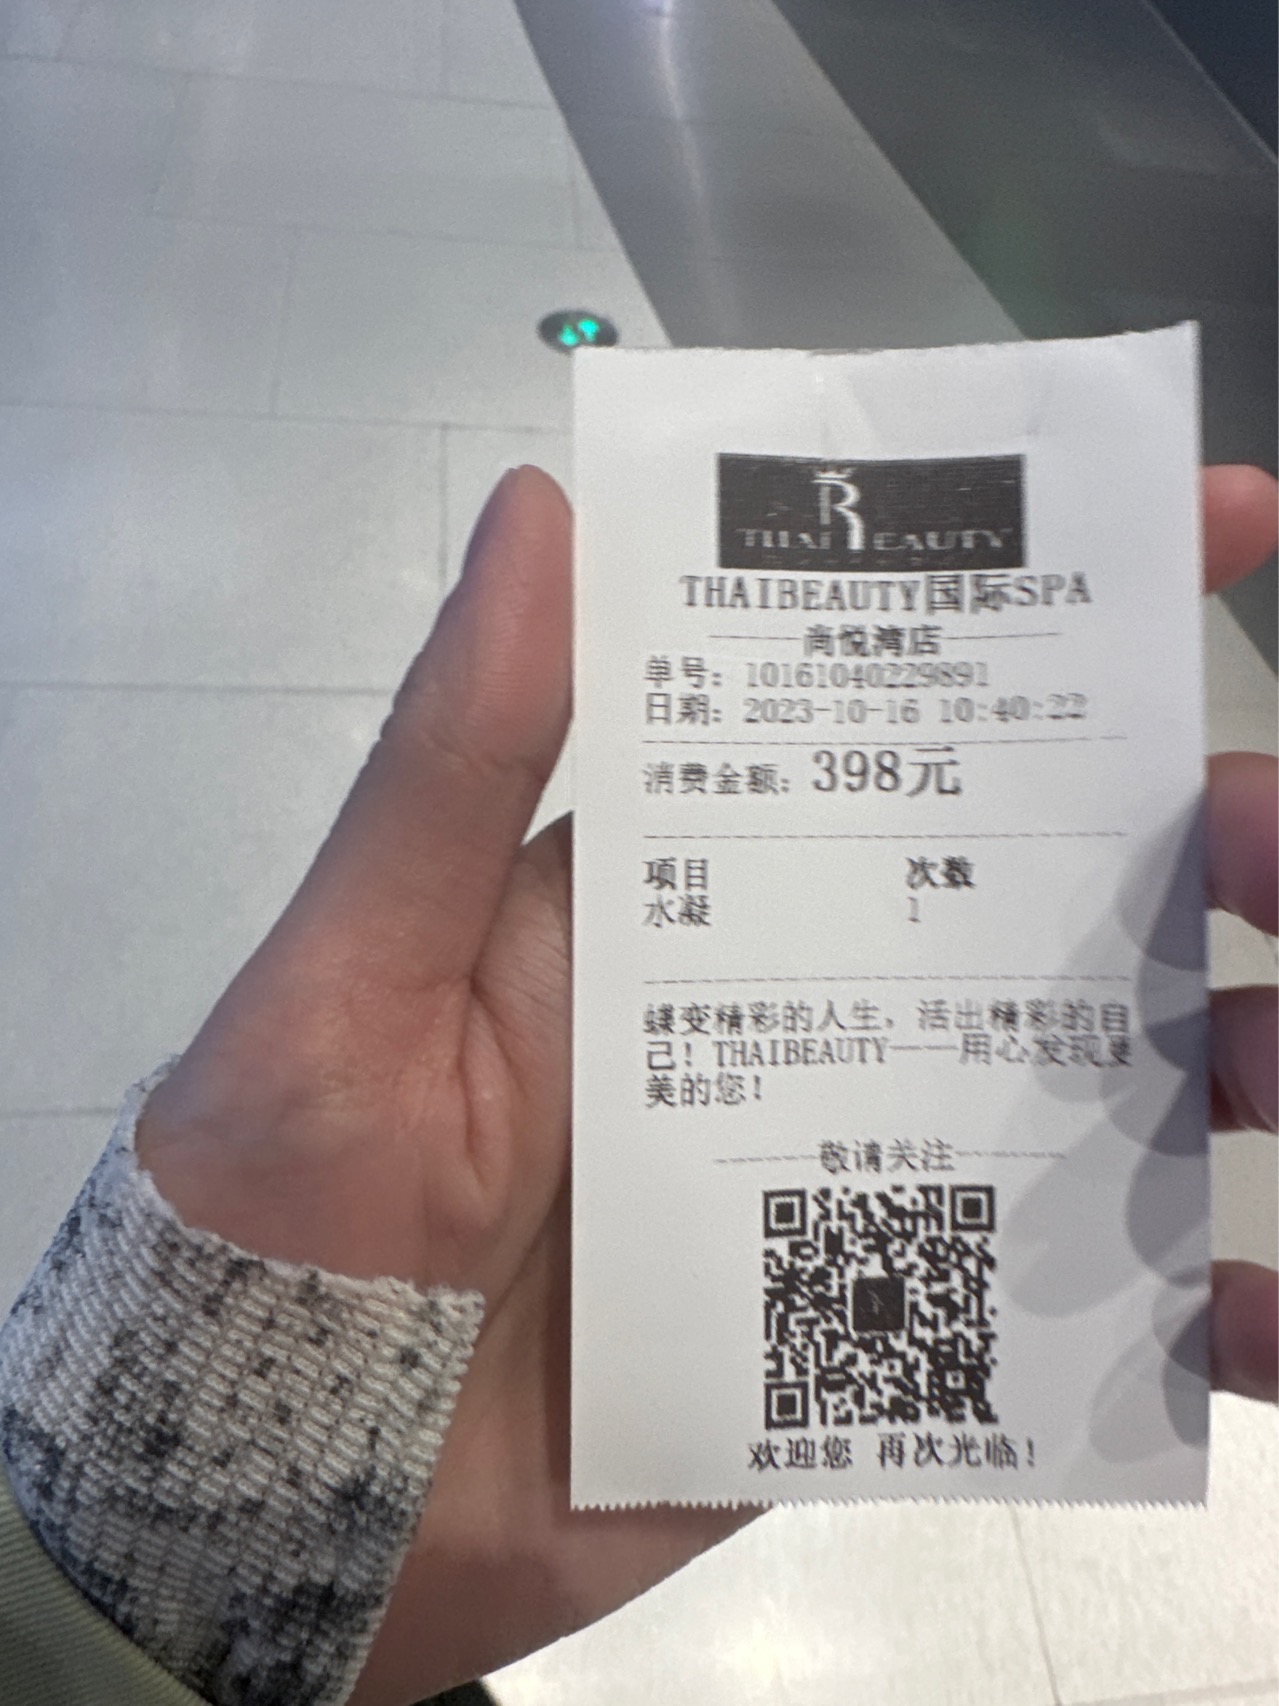 R
THAI BEAUTY
THAIBEAUTY国际SPA
尚悦湾店
单号: 10161040229891
日期: 2023-10-16 10:40:22
消费金额: 398元
项目 次数
水凝 1
蝶变精彩的人生，活出精彩的自
己！THAIBEAUTY——用心发现更
美的您！
敬请关注
欢迎您 再次光临！